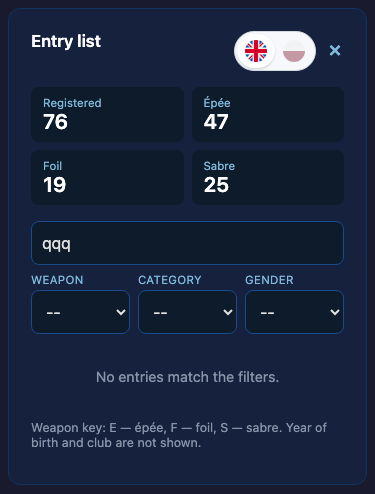 Entry list
×
Registered
76
Épée
47
Foil
19
Sabre
25
qqq
WEAPON CATEGORY GENDER
-- -- --
No entries match the filters.
Weapon key: E — épée, F — foil, S — sabre. Year of
birth and club are not shown.